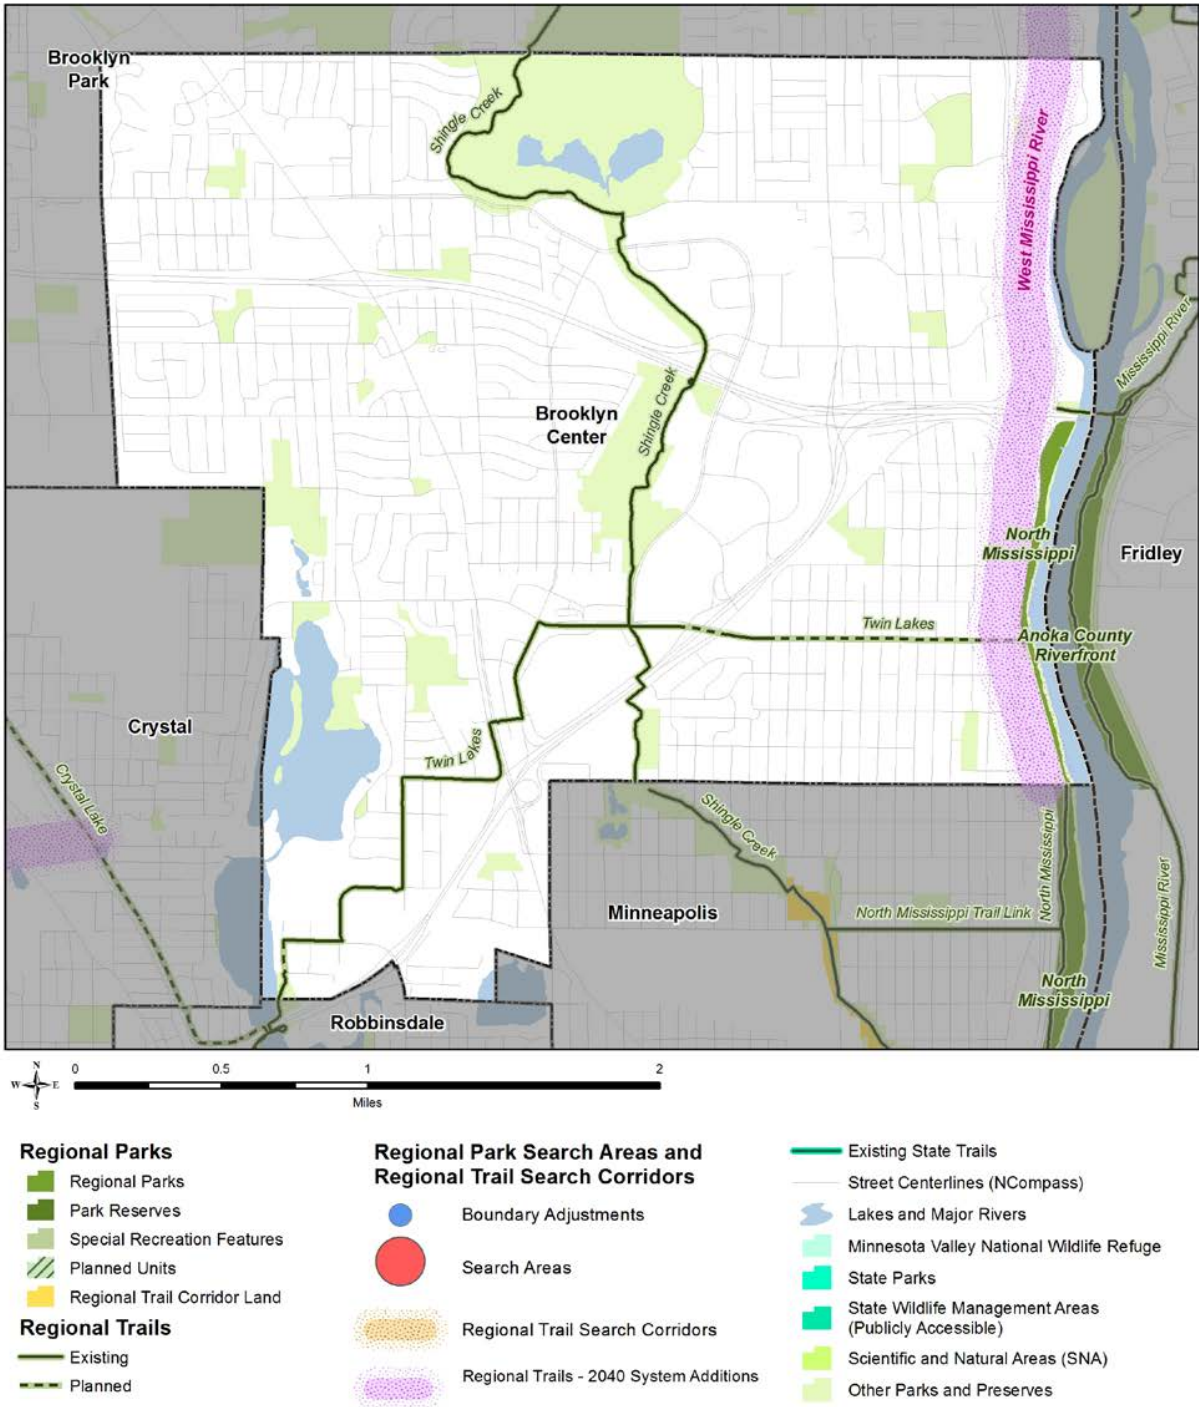 Brooklyn
Park
Shingle Creek
West Mississippi River
Mississippi River
Shingle Creek
Brooklyn
Center
North
Mississippi
Fridley
Twin Lakes
Anoka County
Riverfront
Crystal
Twin Lakes
Crystal Lake
Shingle Creek
North Mississippi
Minneapolis
North Mississippi Trail Link
Mississippi River
North
Mississippi
Robbinsdale
N
W E
S
0 0.5 1 2
Miles
Regional Parks
Regional Parks
Park Reserves
Special Recreation Features
Planned Units
Regional Trail Corridor Land
Regional Trails
Existing
Planned
Regional Park Search Areas and
Regional Trail Search Corridors
Boundary Adjustments
Search Areas
Regional Trail Search Corridors
Regional Trails - 2040 System Additions
Existing State Trails
Street Centerlines (NCompass)
Lakes and Major Rivers
Minnesota Valley National Wildlife Refuge
State Parks
State Wildlife Management Areas
(Publicly Accessible)
Scientific and Natural Areas (SNA)
Other Parks and Preserves